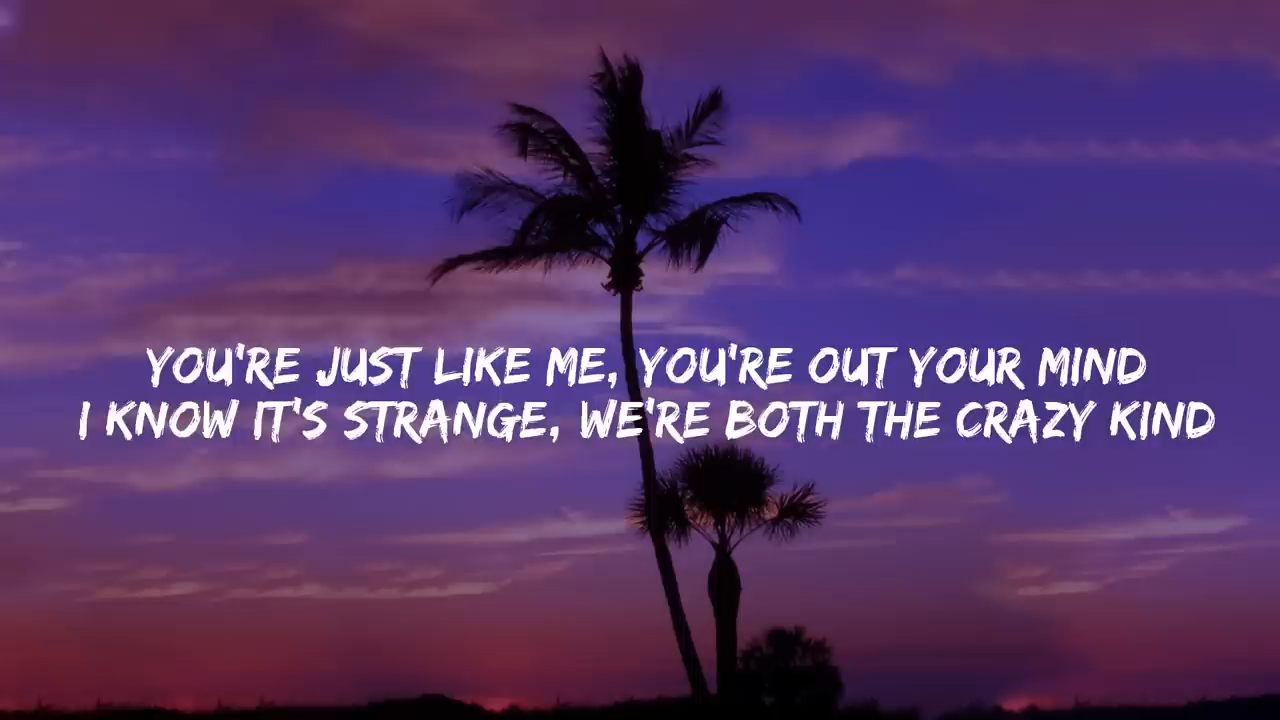 YOU'RE JUST LIKE ME, YOU'RE OUT YOUR MIND
I KNOW IT'S STRANGE, WE'RE BOTH THE CRAZY KIND